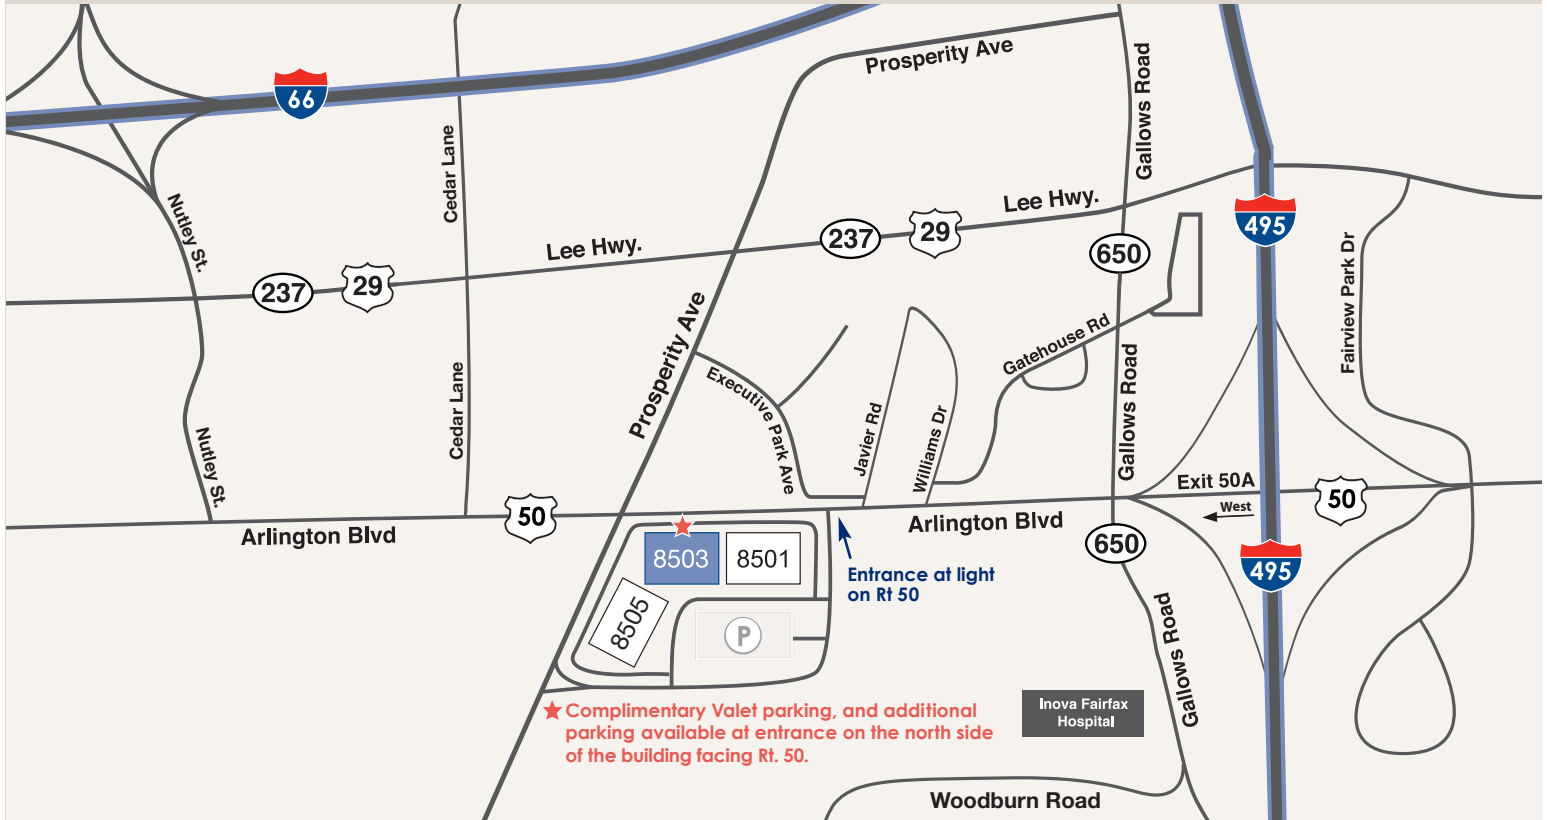 Prosperity Ave
Gallows Road
66
Cedar Lane
Nutley St.
Lee Hwy.
495
237
29
Lee Hwy.
650
Fairview Park Dr
237
29
Prosperity Ave
Gatehouse Rd
Gallows Road
Cedar Lane
Executive Park Ave
Javier Rd
Williams Dr
Nutley St.
Exit 50A
50
West
50
Arlington Blvd
Arlington Blvd
650
8503
8501
495
Entrance at light
on Rt 50
8505
P
Gallows Road
Complimentary Valet parking, and additional
parking available at entrance on the north side
of the building facing Rt. 50.
Inova Fairfax
Hospital
Woodburn Road